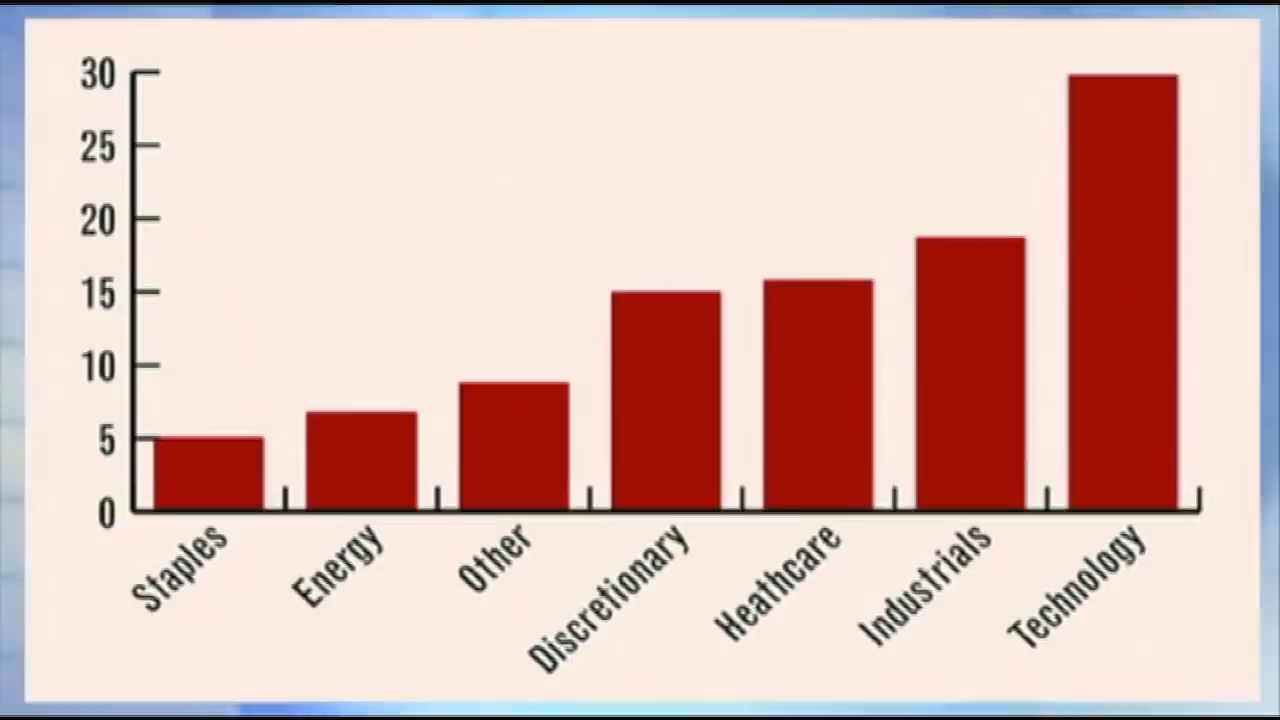 30
25
20
15
10
5
0
Staples
Energy
Other
Discretionary
Heathcare
Industrials
Technology